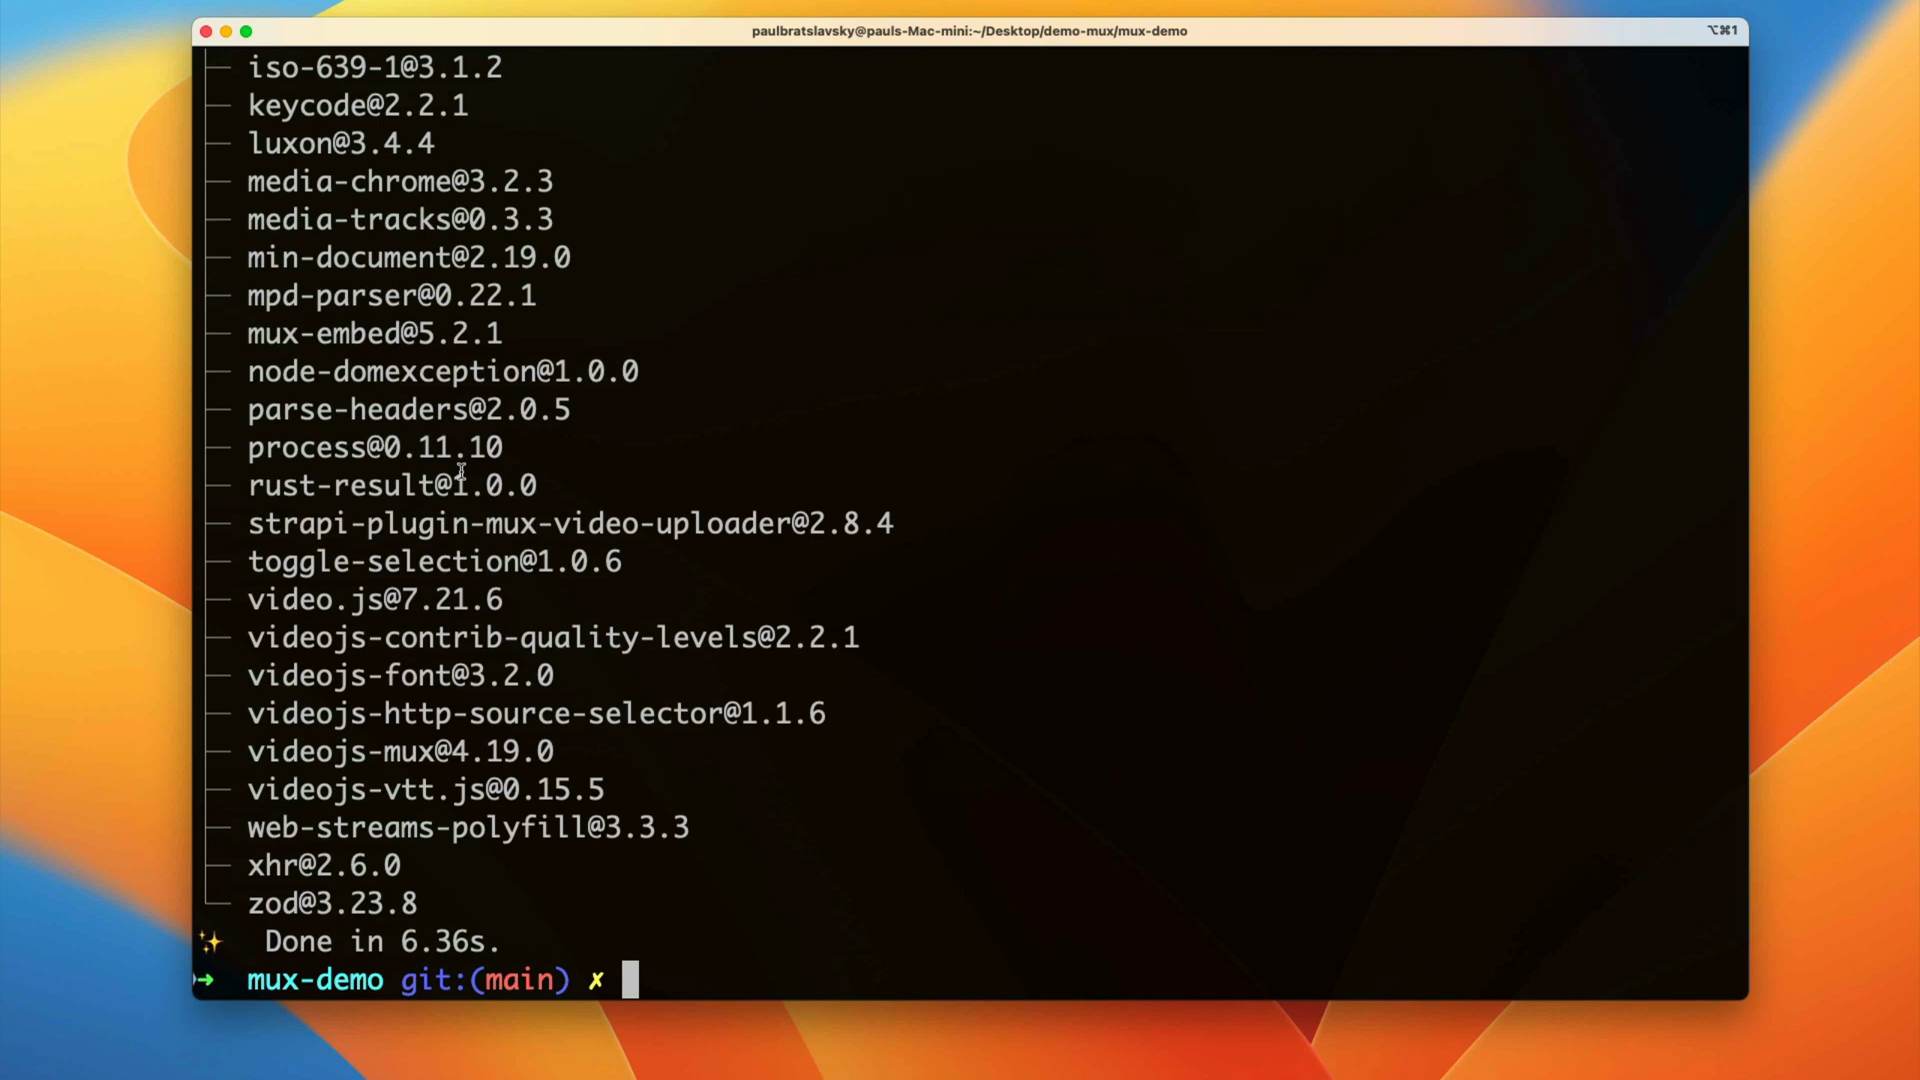 paulbratslavsky@pauls-Mac-mini:~/Desktop/demo-mux/mux-demo
⌥⌘1
├─ iso-639-1@3.1.2
├─ keycode@2.2.1
├─ luxon@3.4.4
├─ media-chrome@3.2.3
├─ media-tracks@0.3.3
├─ min-document@2.19.0
├─ mpd-parser@0.22.1
├─ mux-embed@5.2.1
├─ node-domexception@1.0.0
├─ parse-headers@2.0.5
├─ process@0.11.10
├─ rust-result@1.0.0
├─ strapi-plugin-mux-video-uploader@2.8.4
├─ toggle-selection@1.0.6
├─ video.js@7.21.6
├─ videojs-contrib-quality-levels@2.2.1
├─ videojs-font@3.2.0
├─ videojs-http-source-selector@1.1.6
├─ videojs-mux@4.19.0
├─ videojs-vtt.js@0.15.5
├─ web-streams-polyfill@3.3.3
├─ xhr@2.6.0
└─ zod@3.23.8
✨ Done in 6.36s.
➜ mux-demo git:(main) ✗